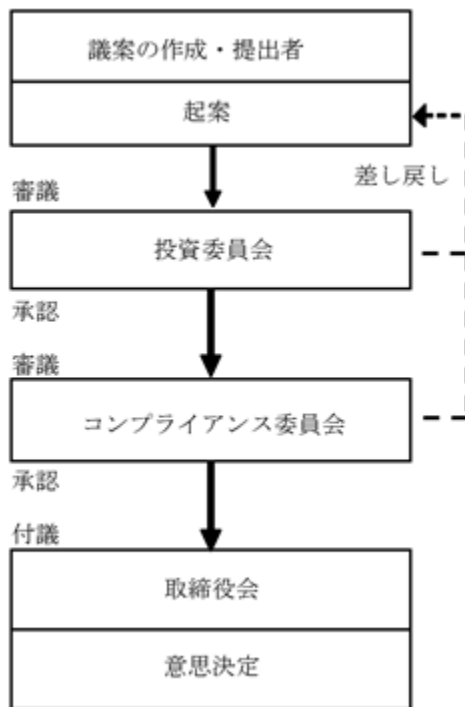 議案の作成・提出者
起案
差し戻し
審議
投資委員会
承認
審議
コンプライアンス委員会
承認
付議
取締役会
意思決定